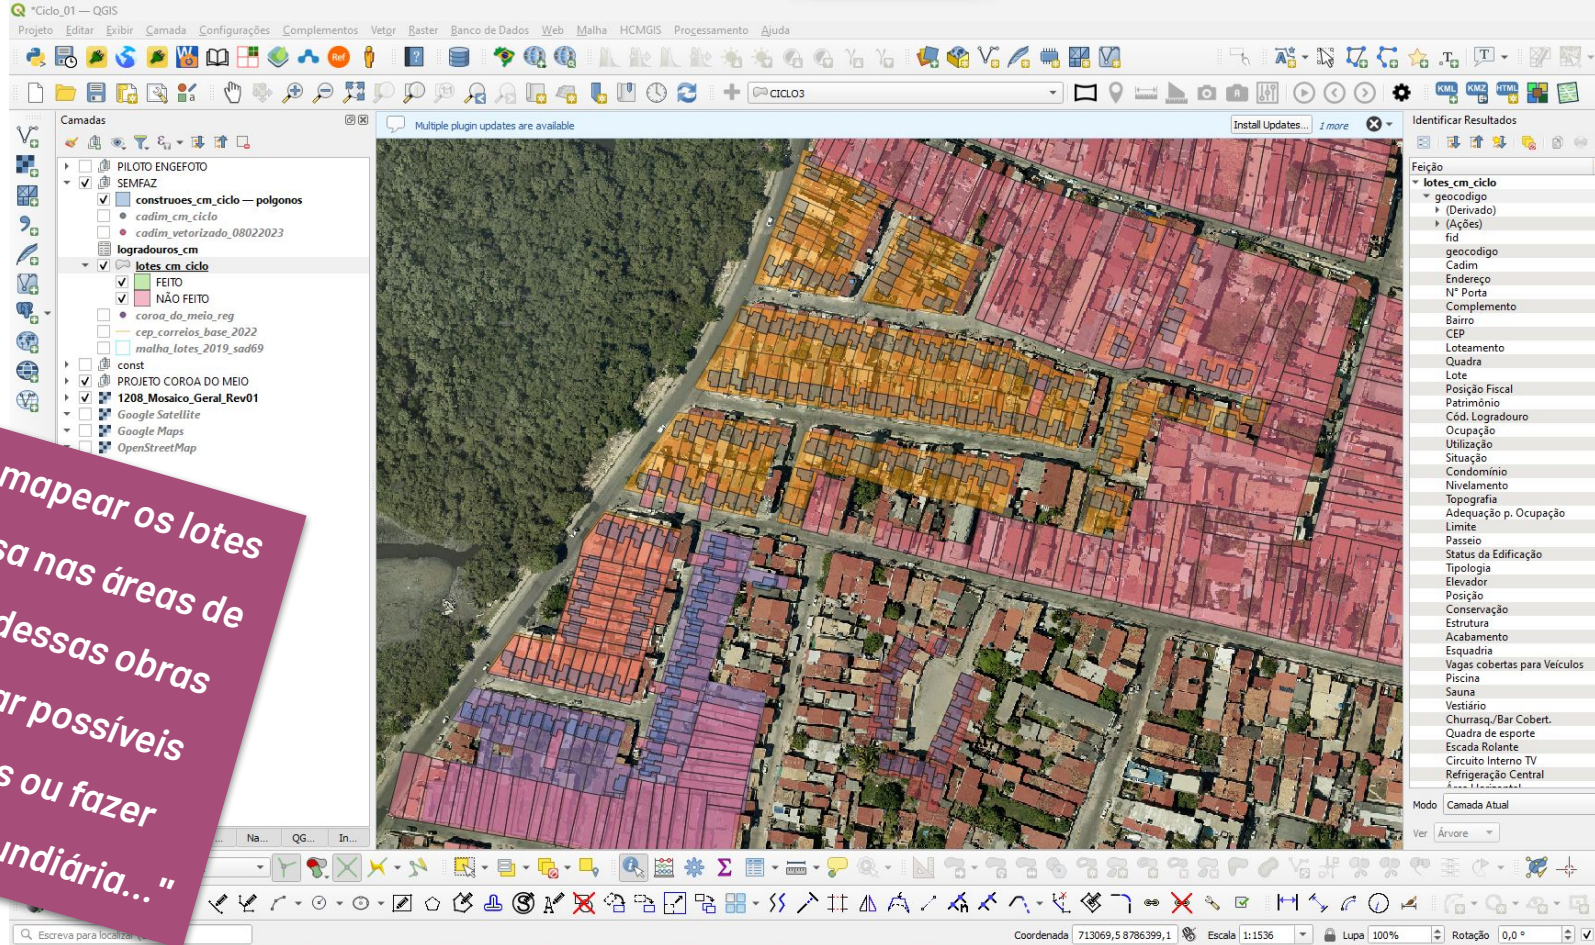 *Ciclo_01 — QGIS
Projeto Editar Exibir Camada Configurações Complementos Vetor Raster Banco de Dados Web Malha HCMGIS Processamento Ajuda
Ref
CICLO3
KML KMZ HTML
Camadas
Multiple plugin updates are available
Install Updates...
1 more
Identificar Resultados
PILOTO ENGEFOTO
SEMFAZ
construoes_cm_ciclo — polgonos
cadim_cm_ciclo
cadim_vetorizado_08022023
logradouros_cm
lotes_cm_ciclo
FEITO
NÃO FEITO
coroa_do_meio_reg
cep_correios_base_2022
malha_lotes_2019_sad69
const
PROJETO COROA DO MEIO
1208_Mosaico_Geral_Rev01
Google Satellite
Google Maps
OpenStreetMap
Feição
lotes_cm_ciclo
geocodigo
(Derivado)
(Ações)
fid
geocodigo
Cadim
Endereço
N° Porta
Complemento
Bairro
CEP
Loteamento
Quadra
Lote
Posição Fiscal
Patrimônio
Cód. Logradouro
Ocupação
Utilização
Situação
Condomínio
Nivelamento
Topografia
Adequação p. Ocupação
Limite
Passeio
Status da Edificação
Tipologia
Elevador
Posição
Conservação
Estrutura
Acabamento
Esquadria
Vagas cobertas para Veículos
Piscina
Sauna
Vestiário
Churrasq./Bar Cobert.
Quadra de esporte
Escada Rolante
Circuito Interno TV
Refrigeração Central
Modo Camada Atual
Ver Árvore
mapear os lotes
sa nas áreas de
dessas obras
ar possíveis
s ou fazer
undiária..."
Na... QG... In...
Escreva para localizar
Coordenada 713069,5 8786399,1 Escala 1:1536 Lupa 100% Rotação 0,0 °